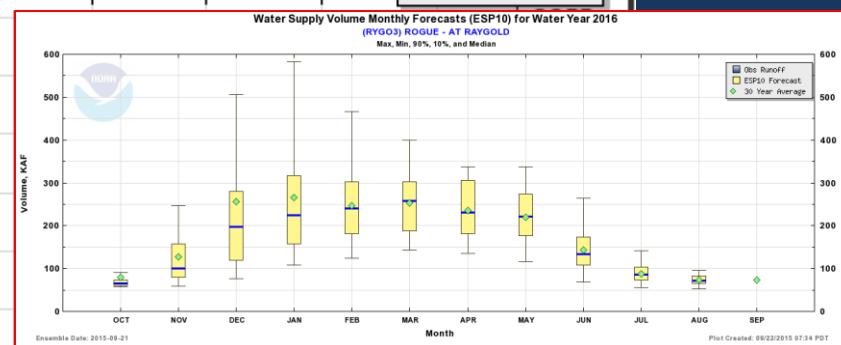 Water Supply Volume Monthly Forecasts (ESP10) for Water Year 2016
(RYGO3) ROGUE - AT RAYGOLD
Max, Min, 90%, 10%, and Median
600
500
400
300
200
100
0
Volume, KAF
NOAA
Obs Runoff
ESP10 Forecast
30 Year Average
600
500
400
300
200
100
0
OCT NOV DEC JAN FEB MAR APR MAY JUN JUL AUG SEP
Month
Ensemble Date: 2015-09-21
Plot Created: 09/22/2015 07:34 PDT